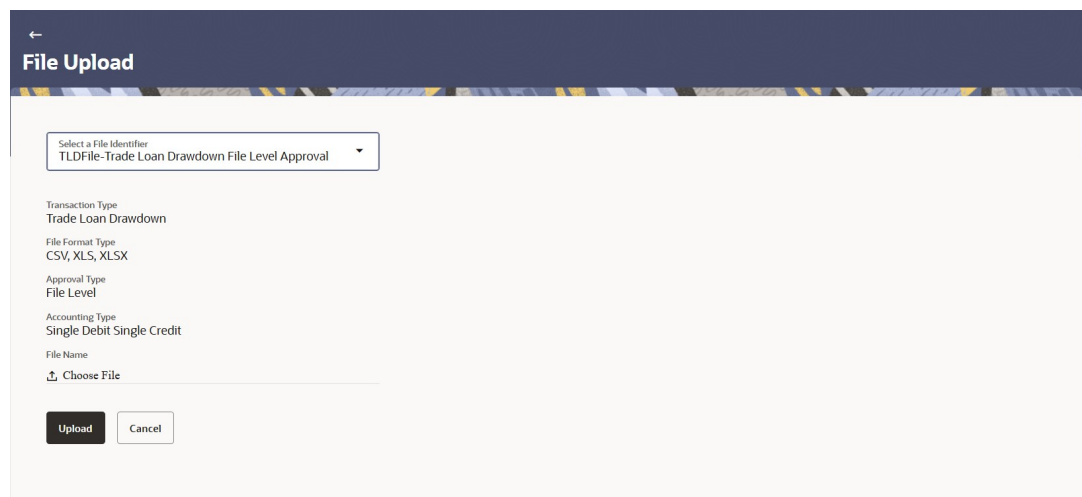 File Upload
Select a File Identifier
TLDFile-Trade Loan Drawdown File Level Approval
Transaction Type
Trade Loan Drawdown
File Format Type
CSV, XLS, XLSX
Approval Type
File Level
Accounting Type
Single Debit Single Credit
File Name
Choose File
Upload Cancel